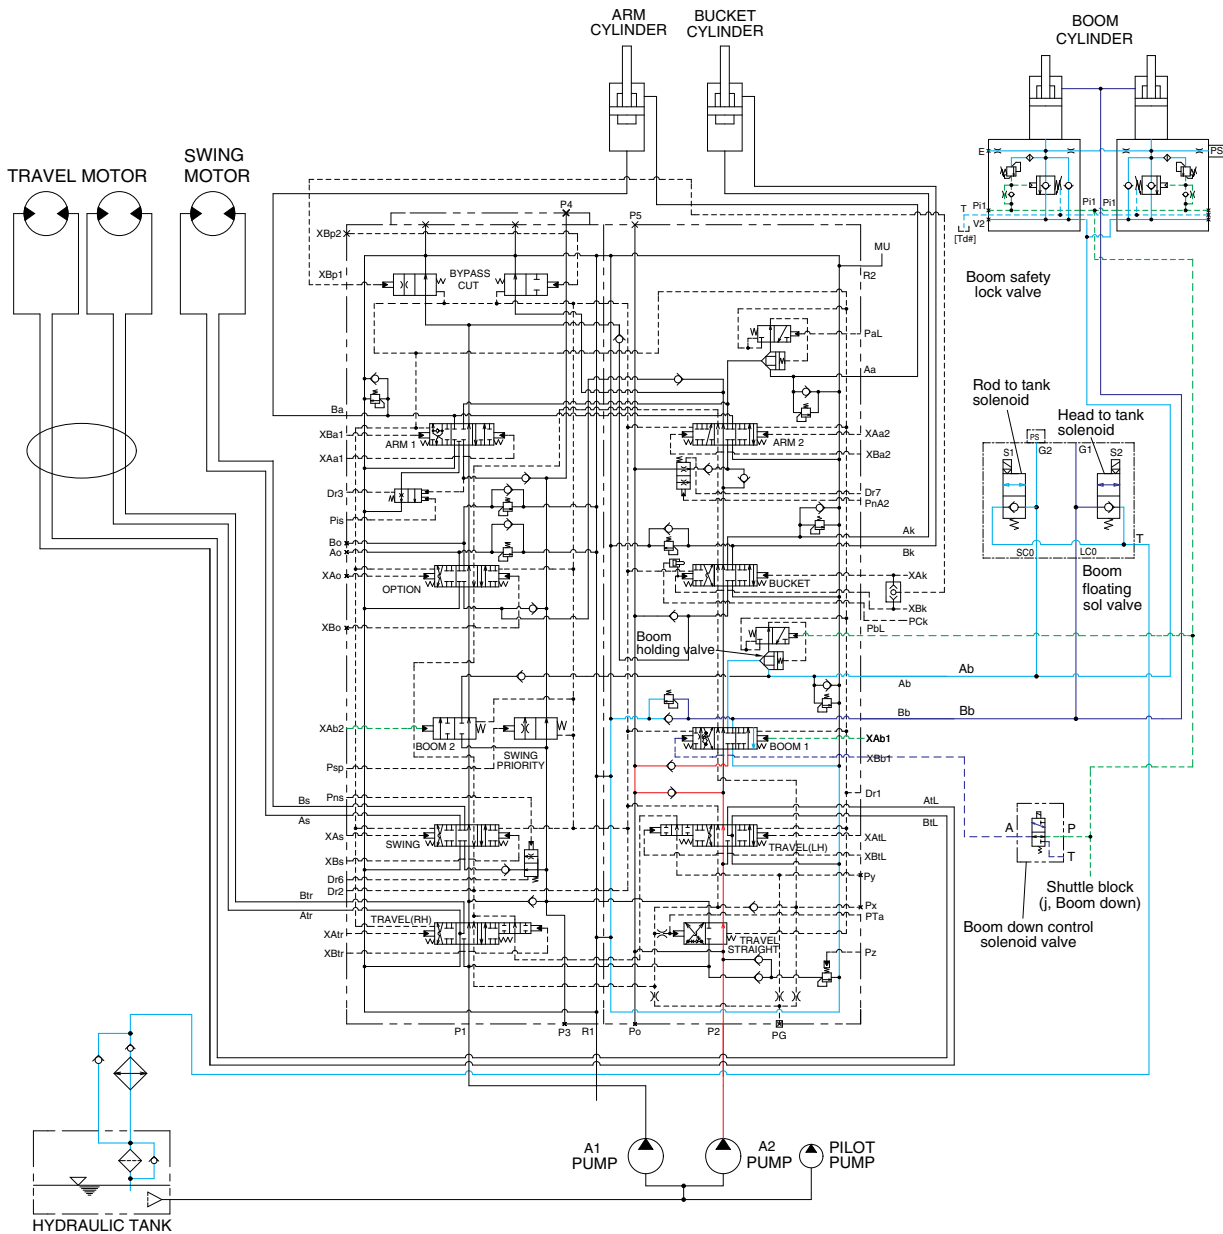 ARM
CYLINDER
BUCKET
CYLINDER
BOOM
CYLINDER
TRAVEL MOTOR
SWING
MOTOR
E
PS
T
Pi1
Pi1
Pi1
V2
[Td#]
Boom safety
lock valve
P4
P5
XBp2
XBp1
BYPASS
CUT
MU
R2
PaL
Aa
Ba
XBa1
ARM 1
XAa1
ARM 2
XAa2
XBa2
Dr3
Pis
Dr7
PnA2
Bo
Ao
Ak
Bk
XAo
OPTION
BUCKET
XAk
XBk
PCk
XBo
PbL
Boom
holding valve
Rod to tank
solenoid
Head to tank
solenoid
PS
S1
G2
G1
S2
T
SC0
LC0
Boom
floating
sol valve
Ab
Ab
Bb
Bb
XAb2
BOOM 2
SWING
PRIORITY
BOOM 1
XAb1
XBb1
Psp
Pns
Bs
As
Dr1
AtL
BtL
XAs
SWING
XBs
TRAVEL(LH)
XAtL
XBtL
Dr6
Dr2
Py
Btr
Atr
TRAVEL(RH)
XAtr
XBtr
Px
PTa
TRAVEL
STRAIGHT
Pz
A
P
T
Shuttle block
(j, Boom down)
Boom down control
solenoid valve
P1
P3
R1
Po
P2
PG
A1
PUMP
A2
PUMP
PILOT
PUMP
HYDRAULIC TANK